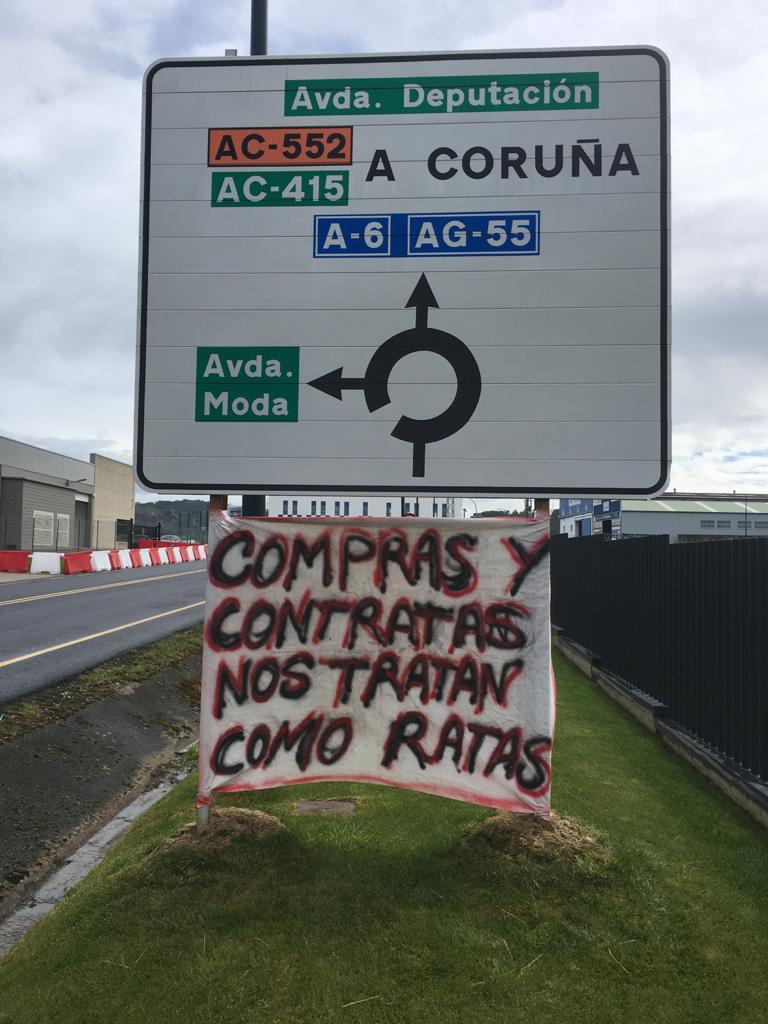 Avda. Deputación
AC-552
A CORUÑA
AC-415
A-6 AG-55
Avda.
Moda
COMPRAS Y
CONTRATAS
NOS TRATAN
COMO RATAS